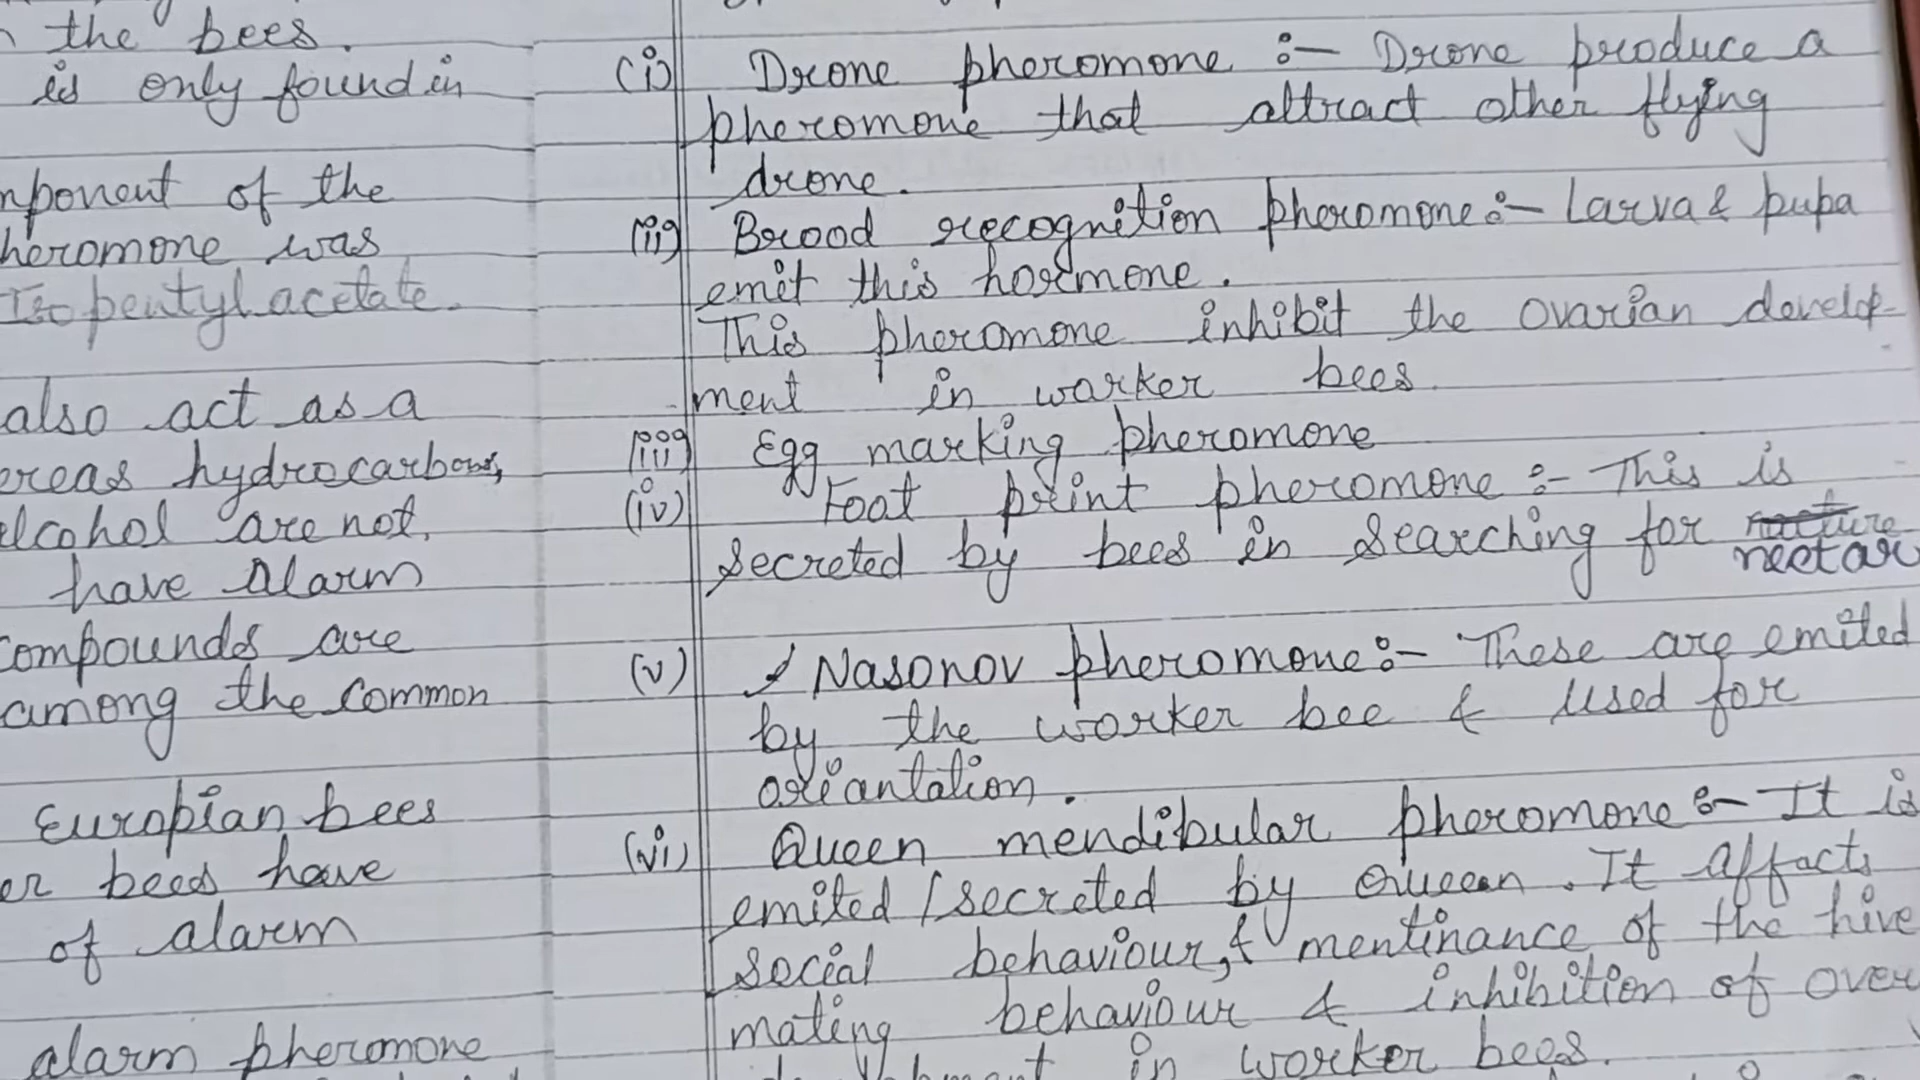 the bees.
is only found in
nponent of the
heromone was
Iso pentyl acetate.
also act as a
ereas hydrocarbons,
lcohol are not.
have Alarm
compounds are
among the common
Europian bees
er bees have
of alarm
alarm pheromone
(i) Drone pheromone :- Drone produce a
pheromone that attract other flying
drone.
(ii) Brood recognition pheromone :- Larva & pupa
emit this hormone.
This pheromone inhibit the ovarian develop-
ment in worker bees.
(iii) Egg marking pheromone
(iv) Foot print pheromone :- This is
secreted by bees in searching for
nectar
(v) Nasonov pheromone :- These are emited
by the worker bee & used for
oriantation.
(vi) Queen mendibular pheromone :- It is
emited / secreted by Queeen. It affacts
social behaviour, & mentinance of the hive
mating behaviour & inhibition of over
in worker bees.